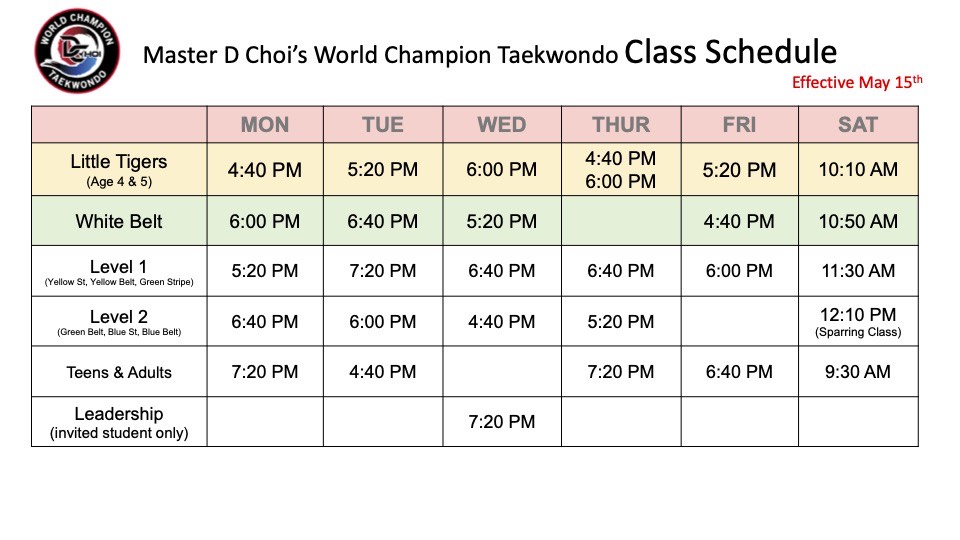 WORLD CHAMPION
CHOI
TAEKWONDO
Master D Choi's World Champion Taekwondo Class Schedule
Effective May 15th
MON TUE WED THUR FRI SAT
Little Tigers
(Age 4 & 5)
4:40 PM 5:20 PM 6:00 PM 4:40 PM 5:20 PM 10:10 AM
6:00 PM
White Belt 6:00 PM 6:40 PM 5:20 PM 4:40 PM 10:50 AM
Level 1
(Yellow St, Yellow Belt, Green Stripe)
5:20 PM 7:20 PM 6:40 PM 6:40 PM 6:00 PM 11:30 AM
Level 2
(Green Belt, Blue St, Blue Belt)
6:40 PM 6:00 PM 4:40 PM 5:20 PM 12:10 PM
(Sparring Class)
Teens & Adults 7:20 PM 4:40 PM 7:20 PM 6:40 PM 9:30 AM
Leadership
(invited student only)
7:20 PM